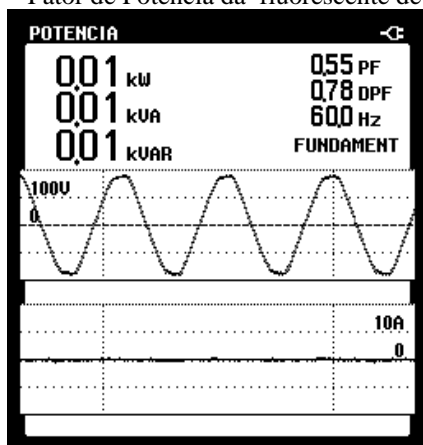 Fator de Potência da fluorescente de
POTENCIA
0,01 kW 0,55 PF
0,78 DPF
0,01 kVA 60,0 Hz
0,01 kVAR FUNDAMENT
100V
0
10A
0